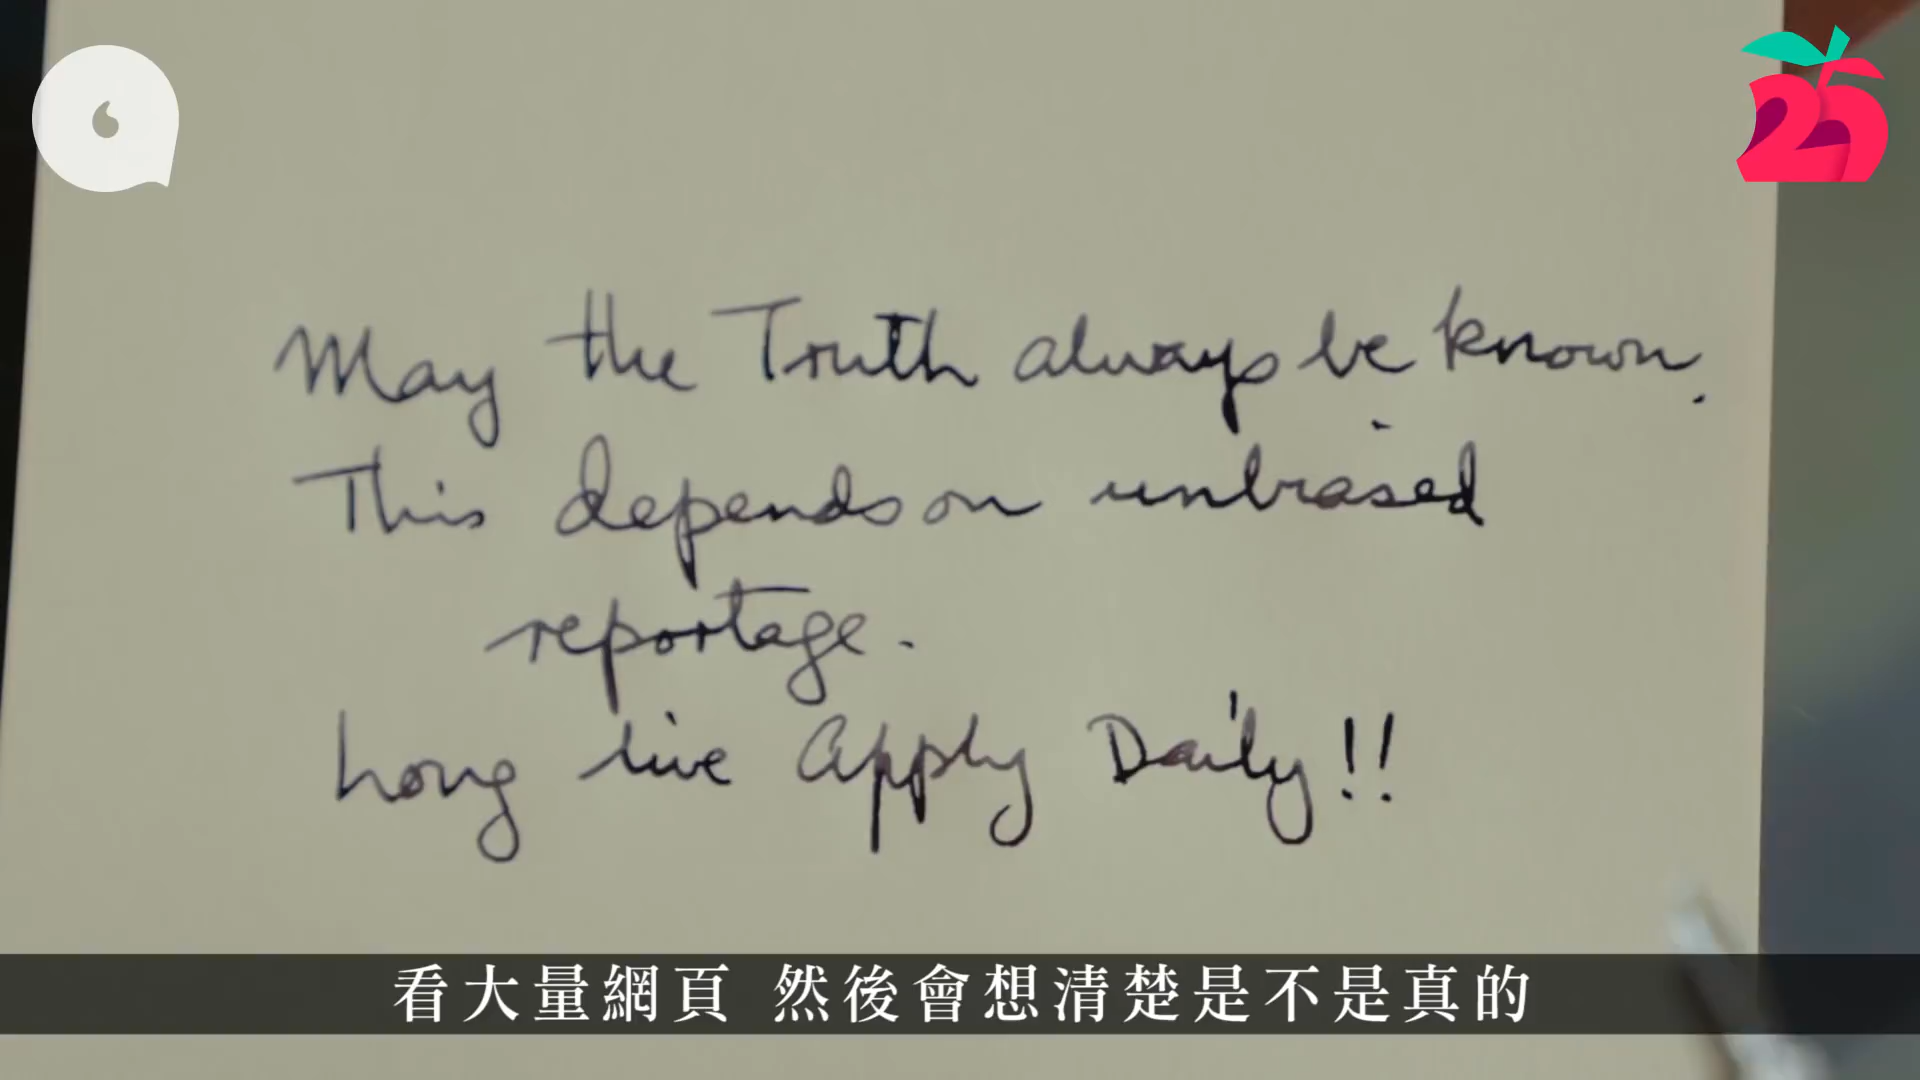 25
May the Truth always be known.
This depends on unbiased
reportage.
Long live Apply Daily!!
看大量網頁 然後會想清楚是不是真的